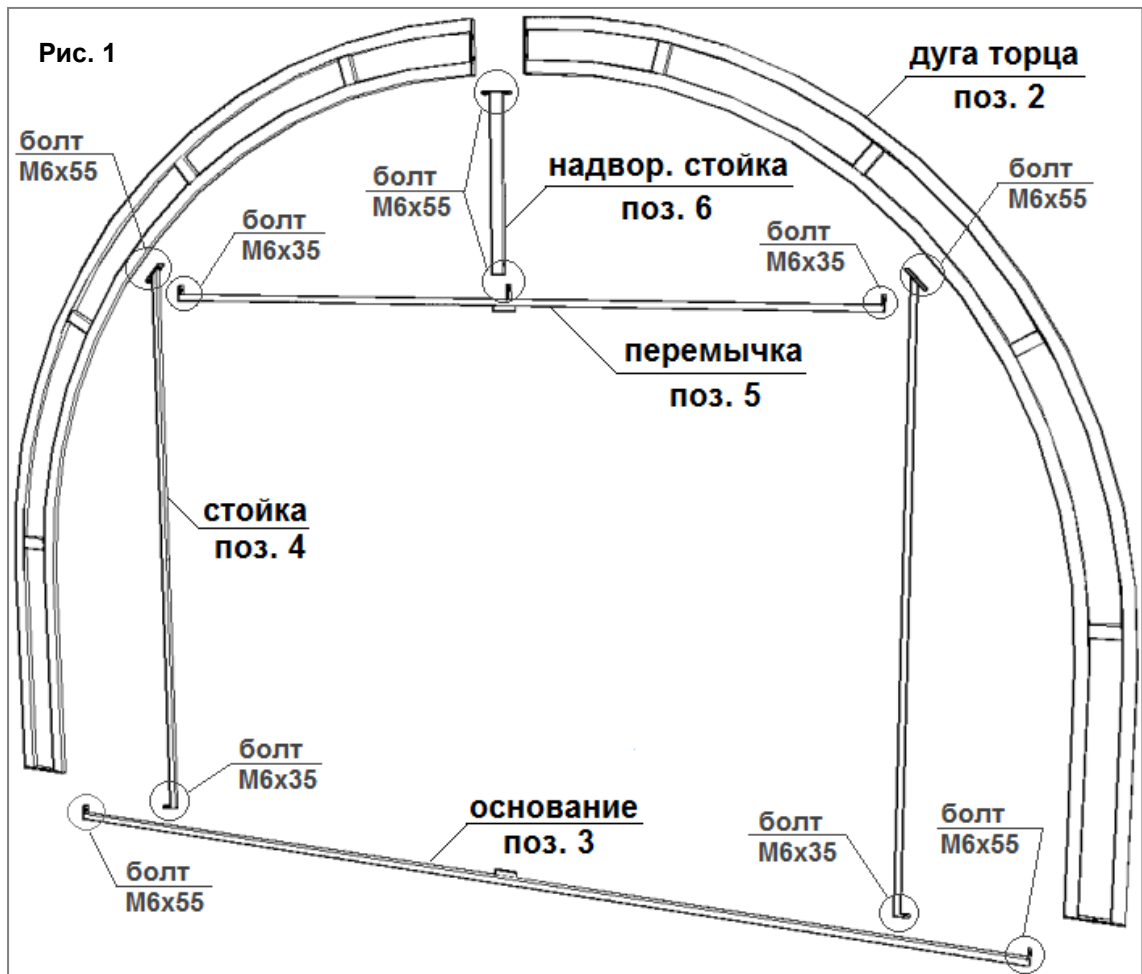 Рис. 1
дуга торца
поз. 2
болт
М6х55
болт
М6х55
надвор. стойка
поз. 6
болт
М6х55
болт
М6х35
болт
М6х35
перемычка
поз. 5
стойка
поз. 4
болт
М6х35
основание
поз. 3
болт
М6х35
болт
М6х55
болт
М6х55